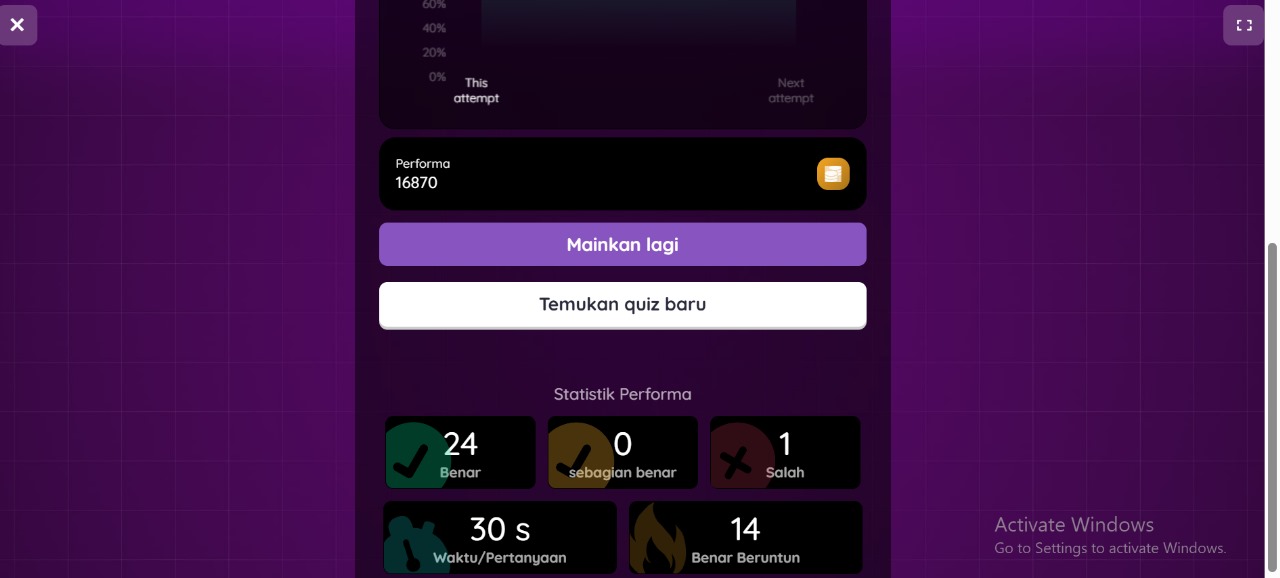 60%
40%
20%
0%
This
attempt
Next
attempt
Performa
16870
Mainkan lagi
Temukan quiz baru
Statistik Performa
24
Benar
0
sebagian benar
1
Salah
30 s
Waktu/Pertanyaan
14
Benar Beruntun
Activate Windows
Go to Settings to activate Windows.